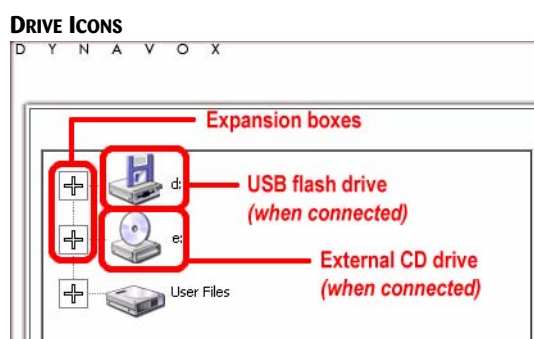 DRIVE ICONS
D Y N A V O X
Expansion boxes
d:
USB flash drive
(when connected)
e:
External CD drive
(when connected)
User Files